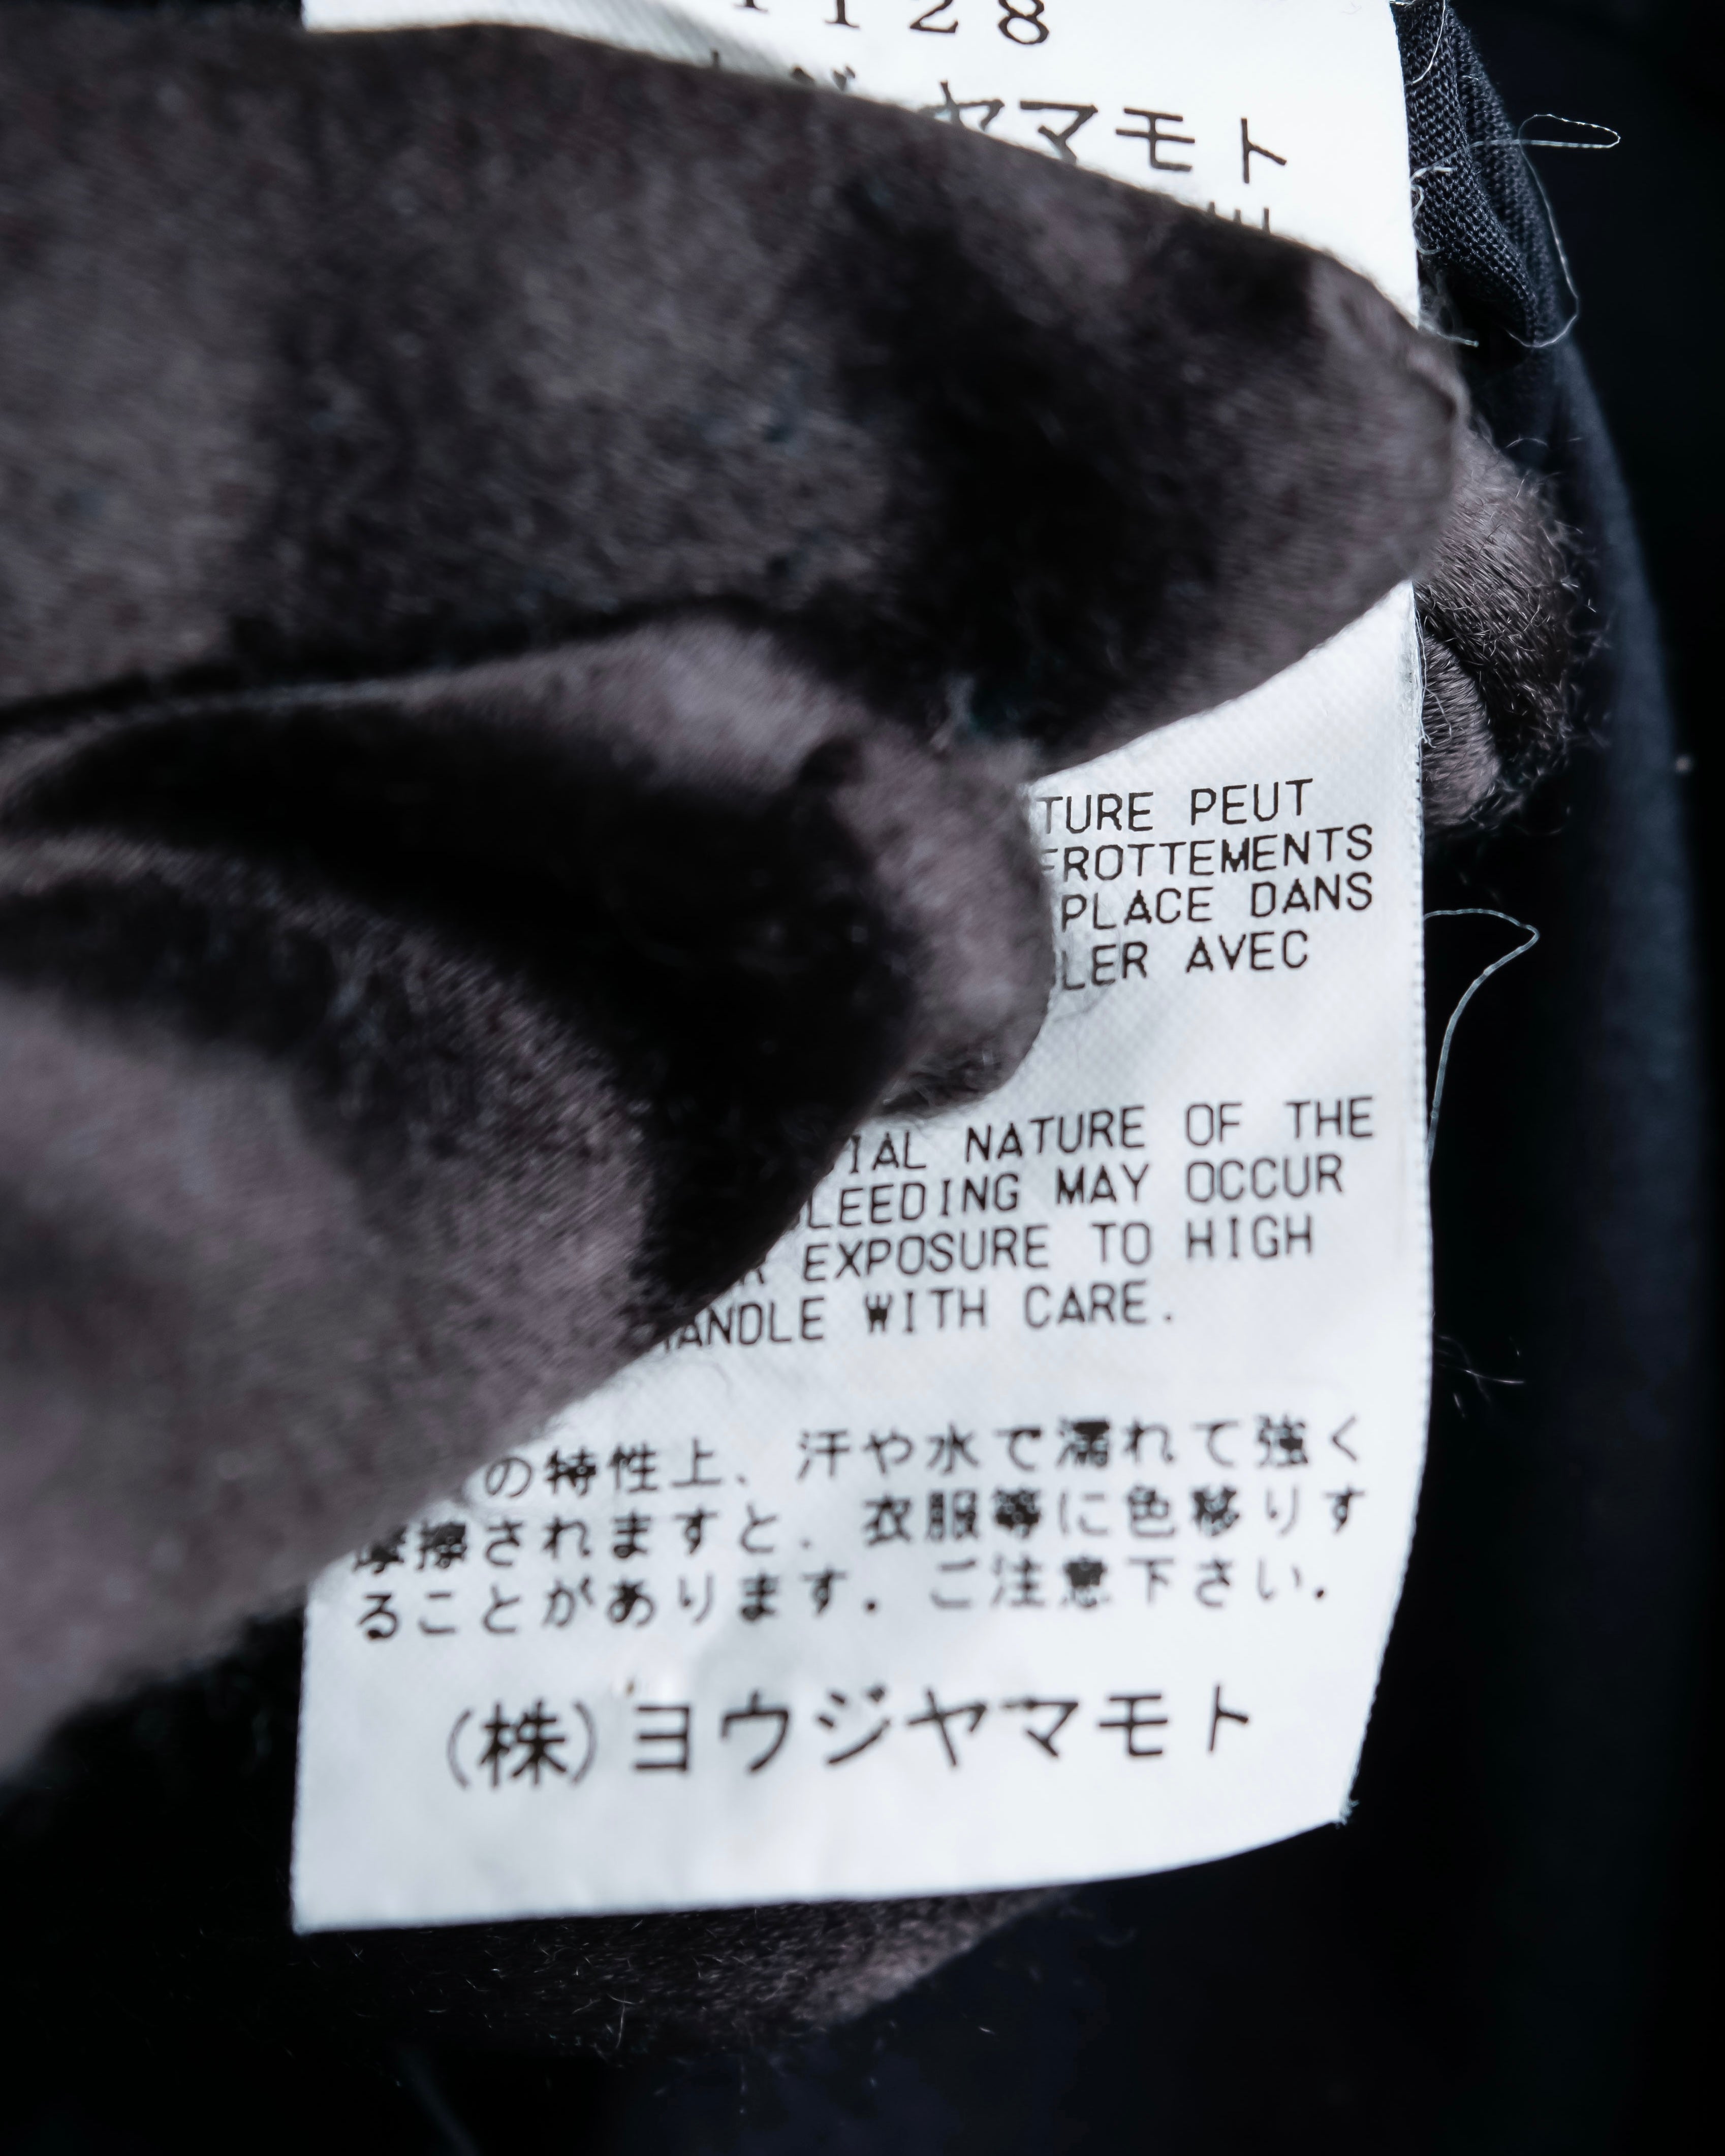 128
ヤマモト
TURE PEUT
FROTTEMENTS
PLACE DANS
LER AVEC
IAL NATURE OF THE
LEEDING MAY OCCUR
R EXPOSURE TO HIGH
ANDLE WITH CARE.
の特性上、汗や水で濡れて強く
摩擦されますと、衣服等に色移りす
ることがあります。ご注意下さい。
(株)ヨウジヤマモト